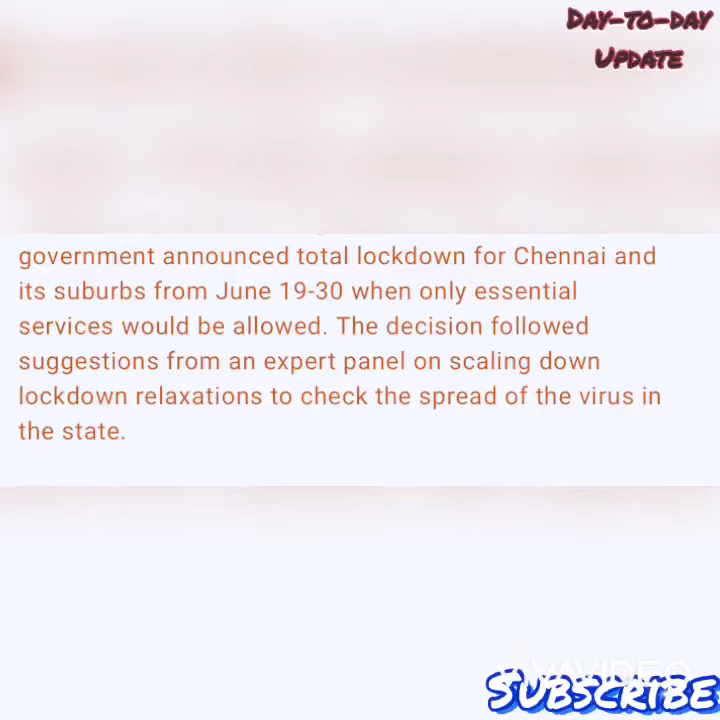 DAY-TO-DAY
UPDATE
government announced total lockdown for Chennai and
its suburbs from June 19-30 when only essential
services would be allowed. The decision followed
suggestions from an expert panel on scaling down
lockdown relaxations to check the spread of the virus in
the state.
VIVAVIDEO
SUBSCRIBE